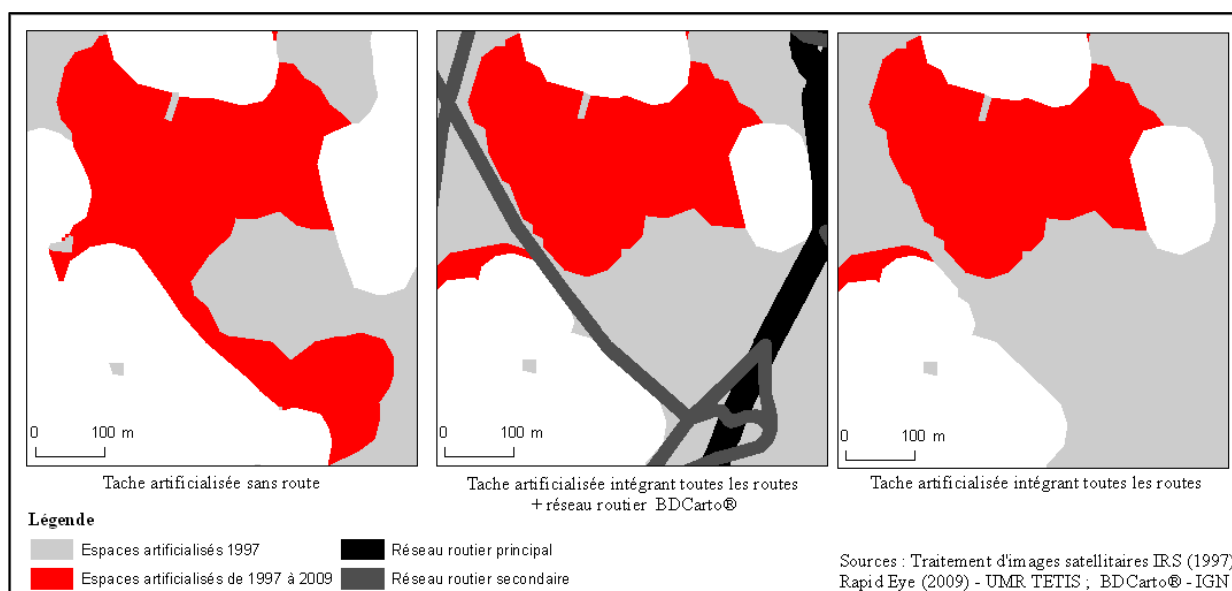 0 100 m
0 100 m
0 100 m
Tache artificialisée sans route
Tache artificialisée intégrant toutes les routes
+ réseau routier BDCarto®
Tache artificialisée intégrant toutes les routes
Légende
Espaces artificialisés 1997
Réseau routier principal
Espaces artificialisés de 1997 à 2009
Réseau routier secondaire
Sources : Traitement d'images satellitaires IRS (1997)
Rapid Eye (2009) - UMR TETIS ; BDCarto® - IGN